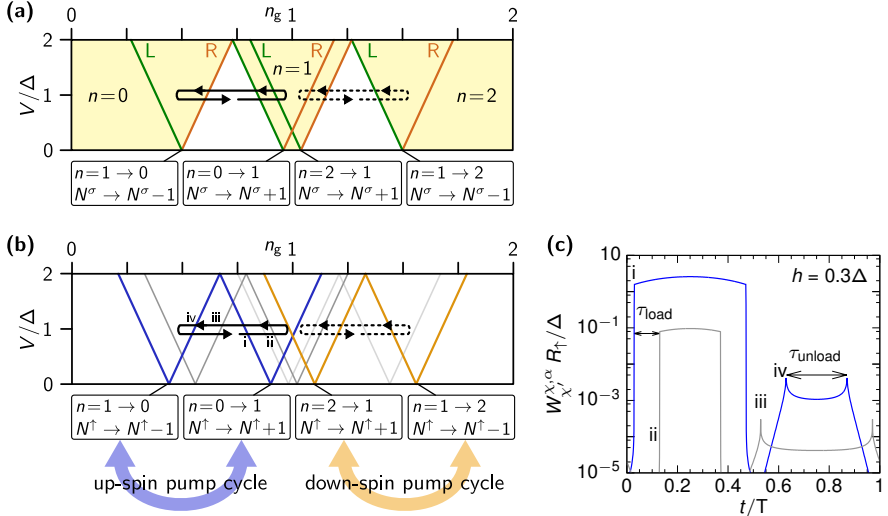 (a)
0 n_g 1 2
2
1
0
V/Δ
L R L R L R
n=0
n=1
n=2
n=1→0
N^σ→N^σ−1
n=0→1
N^σ→N^σ+1
n=2→1
N^σ→N^σ+1
n=1→2
N^σ→N^σ−1
(b)
0 n_g 1 2
2
1
0
V/Δ
iv iii
i ii
n=1→0
N^↑→N^↑−1
n=0→1
N^↑→N^↑+1
n=2→1
N^↑→N^↑+1
n=1→2
N^↑→N^↑−1
up-spin pump cycle
down-spin pump cycle
(c)
10
10^−1
10^−3
10^−5
W_χ′^χ,α R_↑/Δ
h = 0.3Δ
i
τ_load
ii
iii
iv
τ_unload
0 0.2 0.4 0.6 0.8 1
t/T